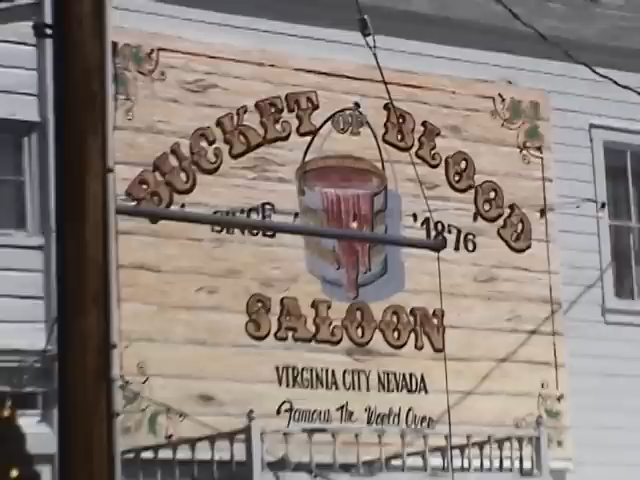 BUCKET OF BLOOD
SINCE 1876
SALOON
VIRGINIA CITY NEVADA
Famous The World Over